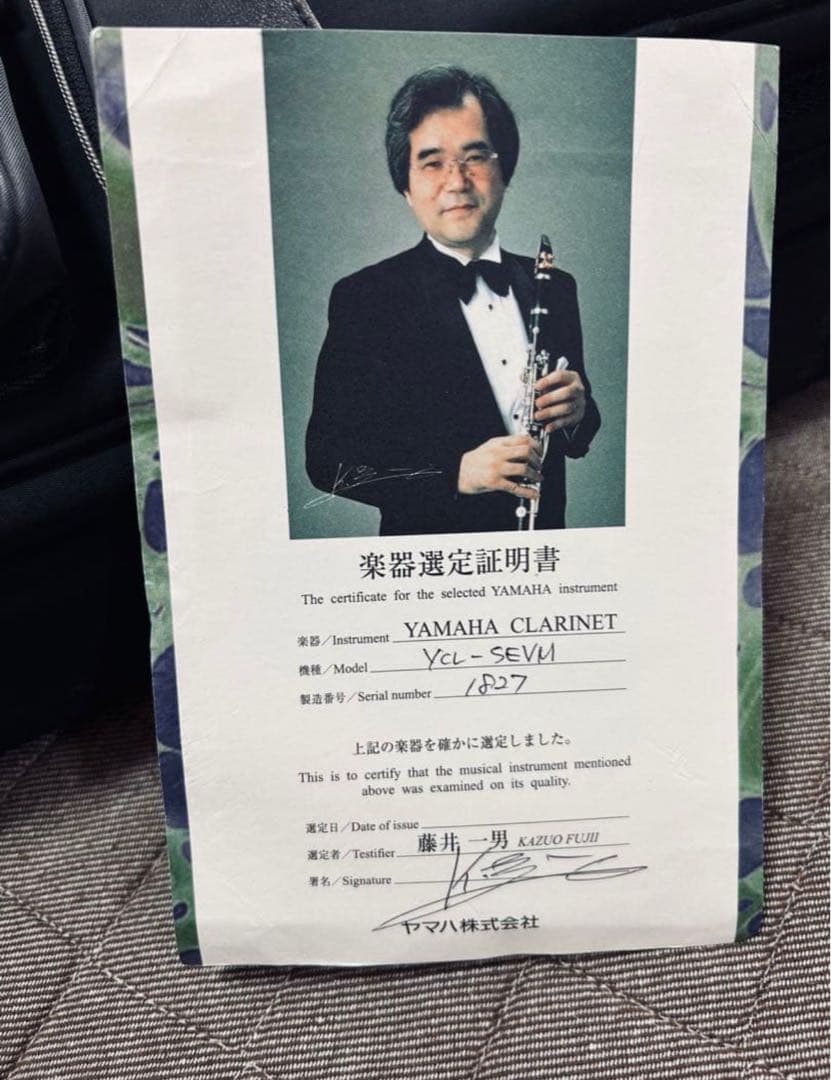 楽器選定証明書
The certificate for the selected YAMAHA instrument
楽器/Instrument YAMAHA CLARINET
機種/Model YCL-SEVM
製造番号/Serial number 1827
上記の楽器を確かに選定しました。
This is to certify that the musical instrument mentioned
above was examined on its quality.
選定日/Date of issue
選定者/Testifier 藤井 一男 KAZUO FUJII
署名/Signature
ヤマハ株式会社